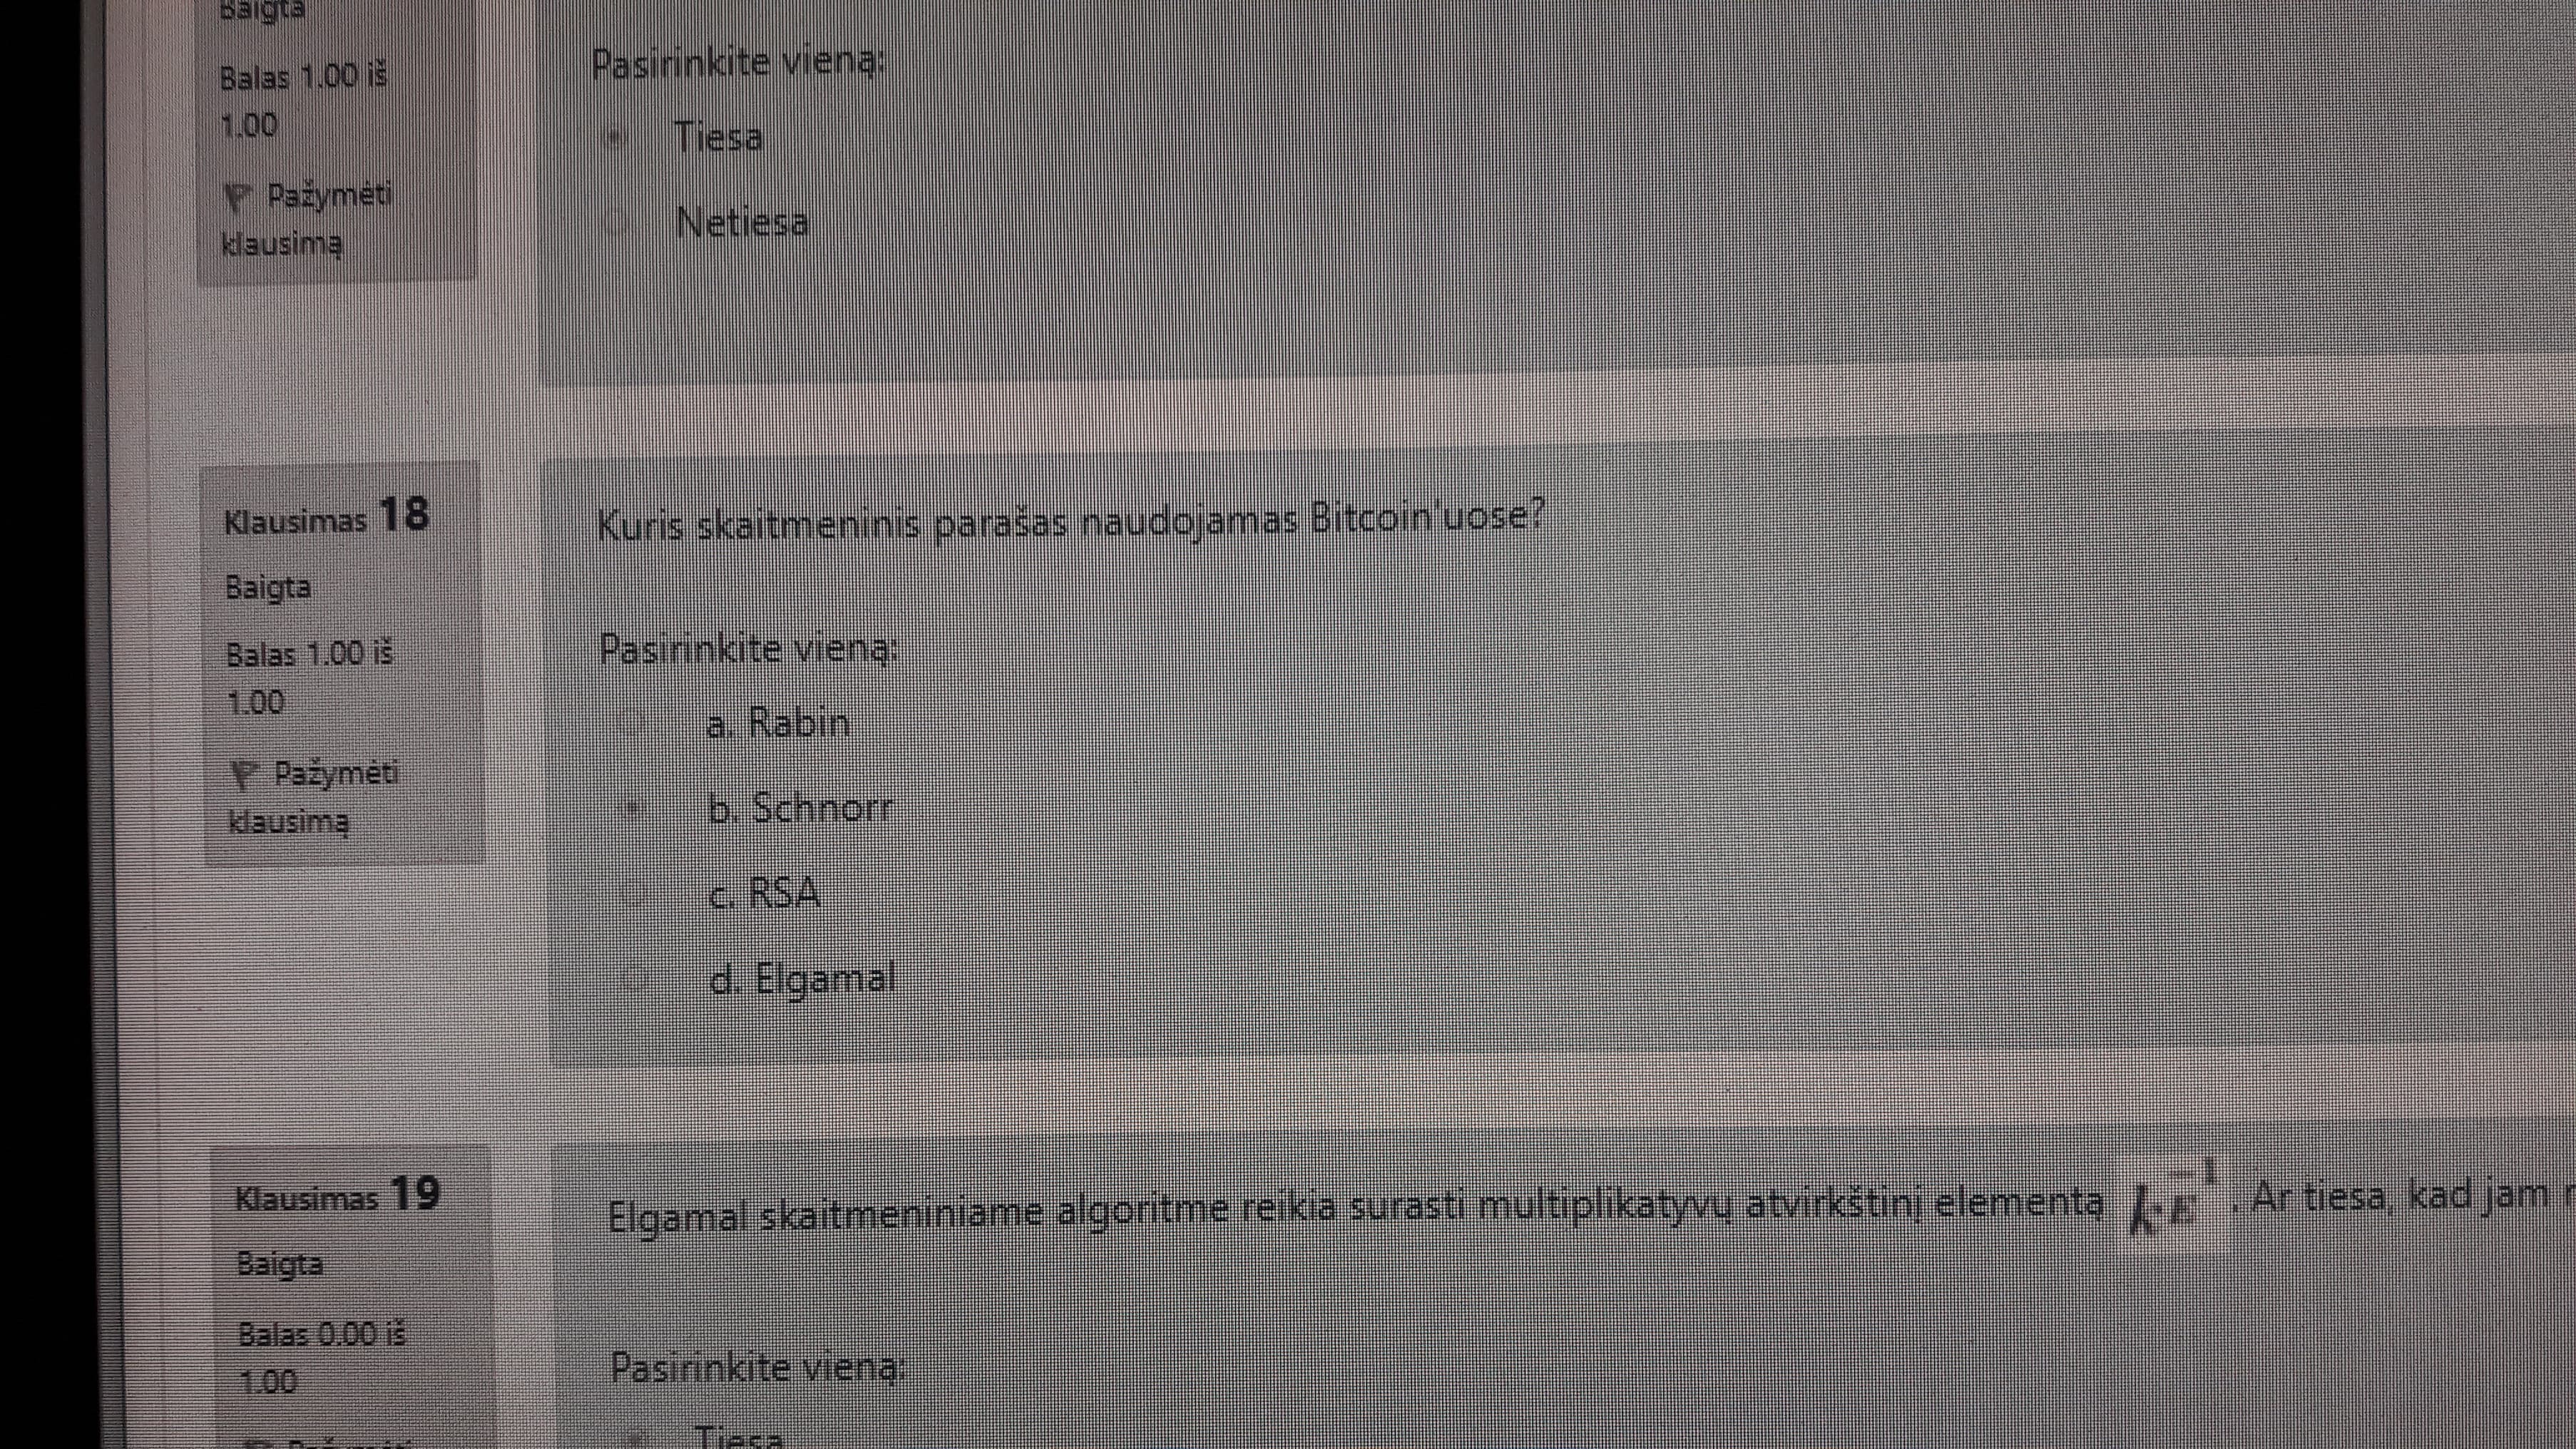 Baigta
Balas 1.00 iš
1.00
Pažymėti
klausimą
Pasirinkite vieną:
Tiesa
Netiesa
Klausimas 18
Baigta
Balas 1.00 iš
1.00
Pažymėti
klausimą
Kuris skaitmeninis parašas naudojamas Bitcoin'uose?
Pasirinkite vieną:
a. Rabin
b. Schnorr
c. RSA
d. Elgamal
Klausimas 19
Baigta
Balas 0.00 iš
1.00
Elgamal skaitmeniniame algoritme reikia surasti multiplikatyvų atvirkštinį elementą k_E^-1. Ar tiesa, kad jam
Pasirinkite vieną:
Tiesa